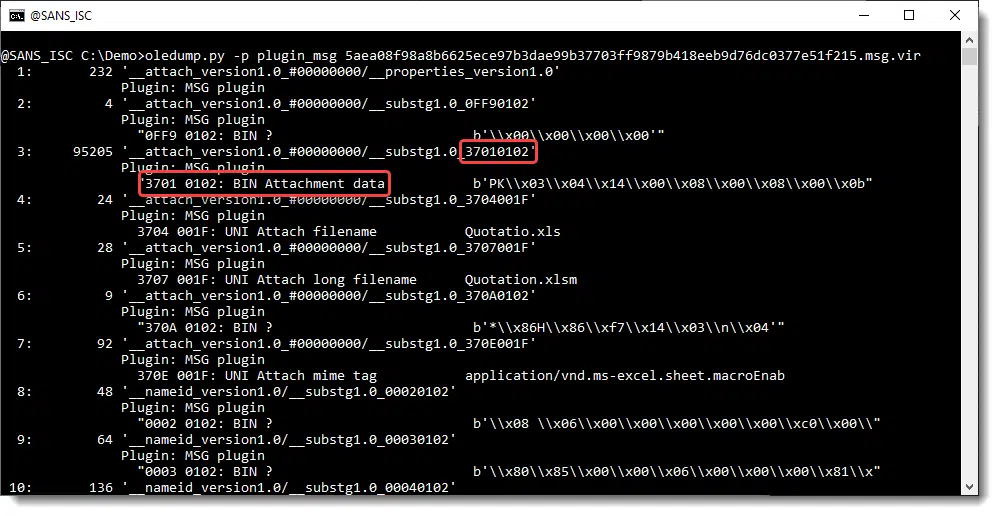 @SANS_ISC
@SANS_ISC C:\Demo>oledump.py -p plugin_msg 5aea08f98a8b6625ece97b3dae99b37703ff9879b418eeb9d76dc0377e51f215.msg.vir
1: 232 '__attach_version1.0_#00000000/__properties_version1.0'
Plugin: MSG plugin
2: 4 '__attach_version1.0_#00000000/__substg1.0_0FF90102'
Plugin: MSG plugin
"0FF9 0102: BIN ? b'\\x00\\x00\\x00\\x00'"
3: 95205 '__attach_version1.0_#00000000/__substg1.0_37010102'
Plugin: MSG plugin
"3701 0102: BIN Attachment data b'PK\\x03\\x04\\x14\\x00\\x08\\x00\\x08\\x00\\x0b"
4: 24 '__attach_version1.0_#00000000/__substg1.0_3704001F'
Plugin: MSG plugin
3704 001F: UNI Attach filename Quotatio.xls
5: 28 '__attach_version1.0_#00000000/__substg1.0_3707001F'
Plugin: MSG plugin
3707 001F: UNI Attach long filename Quotation.xlsm
6: 9 '__attach_version1.0_#00000000/__substg1.0_370A0102'
Plugin: MSG plugin
"370A 0102: BIN ? b'*\\x86H\\x86\\xf7\\x14\\x03\\n\\x04'"
7: 92 '__attach_version1.0_#00000000/__substg1.0_370E001F'
Plugin: MSG plugin
370E 001F: UNI Attach mime tag application/vnd.ms-excel.sheet.macroEnab
8: 48 '__nameid_version1.0/__substg1.0_00020102'
Plugin: MSG plugin
"0002 0102: BIN ? b'\\x08 \\x06\\x00\\x00\\x00\\x00\\x00\\xc0\\x00\\"
9: 64 '__nameid_version1.0/__substg1.0_00030102'
Plugin: MSG plugin
"0003 0102: BIN ? b'\\x80\\x85\\x00\\x00\\x06\\x00\\x00\\x00\\x81\\x"
10: 136 '__nameid_version1.0/__substg1.0_00040102'